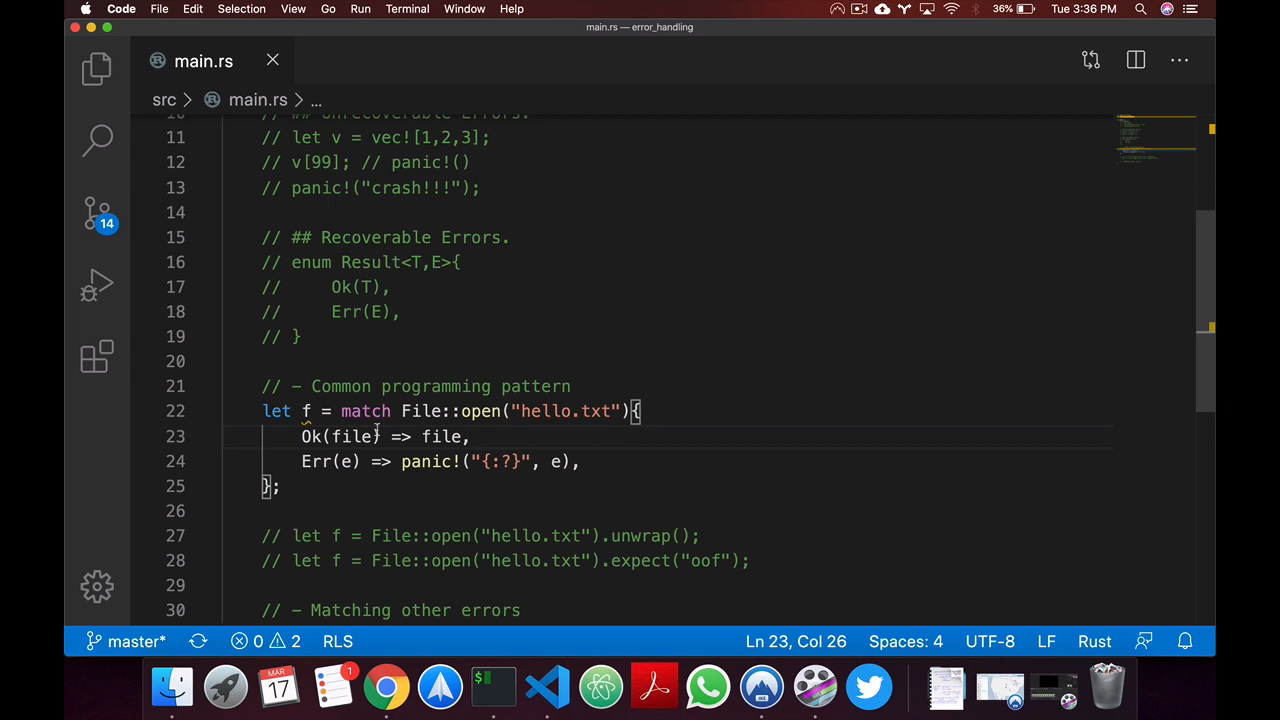 Code File Edit Selection View Go Run Terminal Window Help 36% Tue 3:36 PM
main.rs — error_handling
main.rs
src > main.rs > ...
10 // ## Unrecoverable Errors.
11 // let v = vec![1,2,3];
12 // v[99]; // panic!()
13 // panic!("crash!!!");
14
15 // ## Recoverable Errors.
16 // enum Result<T,E>{
17 //     Ok(T),
18 //     Err(E),
19 // }
20
21 // - Common programming pattern
22 let f = match File::open("hello.txt"){
23     Ok(file) => file,
24     Err(e) => panic!("{:?}", e),
25 };
26
27 // let f = File::open("hello.txt").unwrap();
28 // let f = File::open("hello.txt").expect("oof");
29
30 // - Matching other errors
14
master* 0 2 RLS Ln 23, Col 26 Spaces: 4 UTF-8 LF Rust
MAR
17
1
$